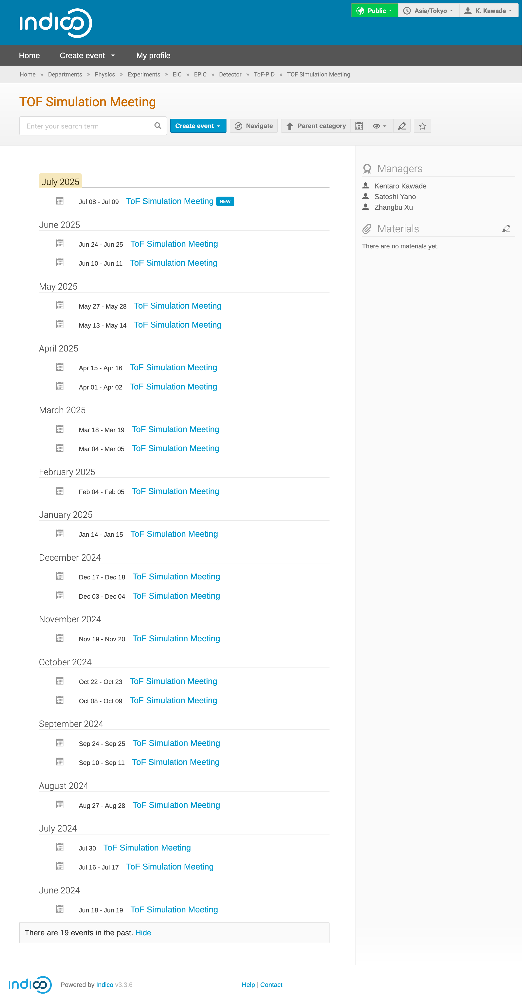 indico
Public Asia/Tokyo K. Kawade
Home Create event My profile
Home » Departments » Physics » Experiments » EIC » EPIC » Detector » ToF-PID » TOF Simulation Meeting
TOF Simulation Meeting
Enter your search term Create event Navigate Parent category
July 2025
Jul 08 - Jul 09 ToF Simulation Meeting NEW
June 2025
Jun 24 - Jun 25 ToF Simulation Meeting
Jun 10 - Jun 11 ToF Simulation Meeting
May 2025
May 27 - May 28 ToF Simulation Meeting
May 13 - May 14 ToF Simulation Meeting
April 2025
Apr 15 - Apr 16 ToF Simulation Meeting
Apr 01 - Apr 02 ToF Simulation Meeting
March 2025
Mar 18 - Mar 19 ToF Simulation Meeting
Mar 04 - Mar 05 ToF Simulation Meeting
February 2025
Feb 04 - Feb 05 ToF Simulation Meeting
January 2025
Jan 14 - Jan 15 ToF Simulation Meeting
December 2024
Dec 17 - Dec 18 ToF Simulation Meeting
Dec 03 - Dec 04 ToF Simulation Meeting
November 2024
Nov 19 - Nov 20 ToF Simulation Meeting
October 2024
Oct 22 - Oct 23 ToF Simulation Meeting
Oct 08 - Oct 09 ToF Simulation Meeting
September 2024
Sep 24 - Sep 25 ToF Simulation Meeting
Sep 10 - Sep 11 ToF Simulation Meeting
August 2024
Aug 27 - Aug 28 ToF Simulation Meeting
July 2024
Jul 30 ToF Simulation Meeting
Jul 16 - Jul 17 ToF Simulation Meeting
June 2024
Jun 18 - Jun 19 ToF Simulation Meeting
There are 19 events in the past. Hide
Managers
Kentaro Kawade
Satoshi Yano
Zhangbu Xu
Materials
There are no materials yet.
indico Powered by Indico v3.3.6 Help | Contact